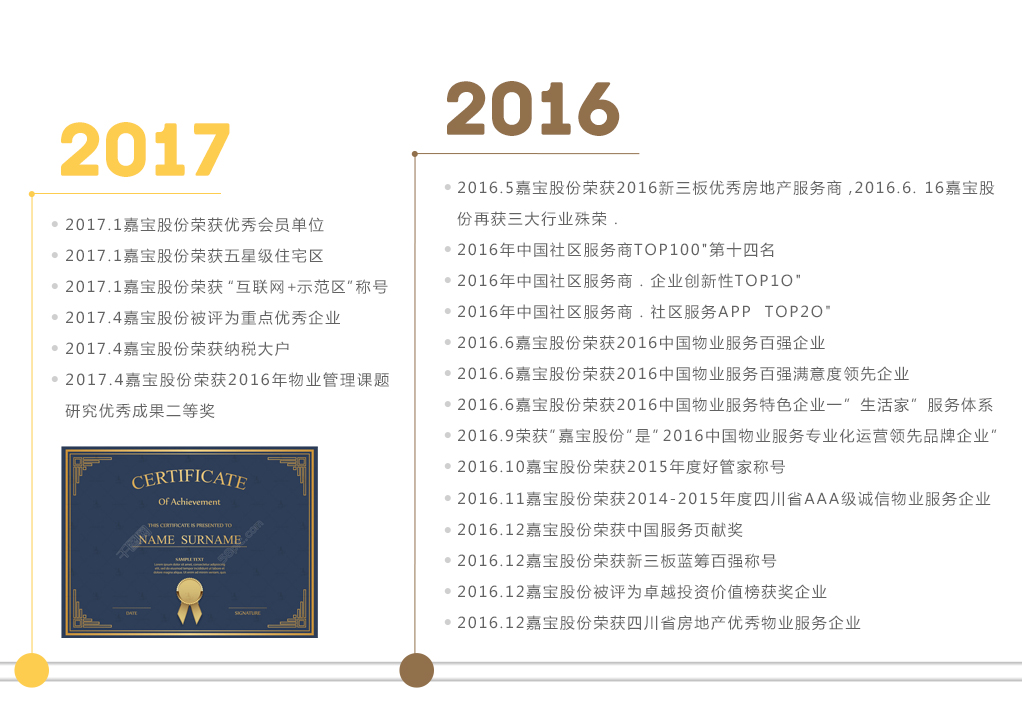 2017
2017.1嘉宝股份荣获优秀会员单位
2017.1嘉宝股份荣获五星级住宅区
2017.1嘉宝股份荣获“互联网+示范区”称号
2017.4嘉宝股份被评为重点优秀企业
2017.4嘉宝股份荣获纳税大户
2017.4嘉宝股份荣获2016年物业管理课题
研究优秀成果二等奖
CERTIFICATE
Of Achievement
THIS CERTIFICATE IS PRESENTED TO
NAME SURNAME
SAMPLE TEXT
DATE
SIGNATURE
2016
2016.5嘉宝股份荣获2016新三板优秀房地产服务商 ,2016.6. 16嘉宝股
份再获三大行业殊荣 .
2016年中国社区服务商TOP100"第十四名
2016年中国社区服务商 . 企业创新性TOP1O"
2016年中国社区服务商 . 社区服务APP TOP2O"
2016.6嘉宝股份荣获2016中国物业服务百强企业
2016.6嘉宝股份荣获2016中国物业服务百强满意度领先企业
2016.6嘉宝股份荣获2016中国物业服务特色企业一” 生活家” 服务体系
2016.9荣获“嘉宝股份”是“2016中国物业服务专业化运营领先品牌企业”
2016.10嘉宝股份荣获2015年度好管家称号
2016.11嘉宝股份荣获2014-2015年度四川省AAA级诚信物业服务企业
2016.12嘉宝股份荣获中国服务页献奖
2016.12嘉宝股份荣获新三板蓝筹百强称号
2016.12嘉宝股份被评为卓越投资价值榜获奖企业
2016.12嘉宝股份荣获四川省房地产优秀物业服务企业